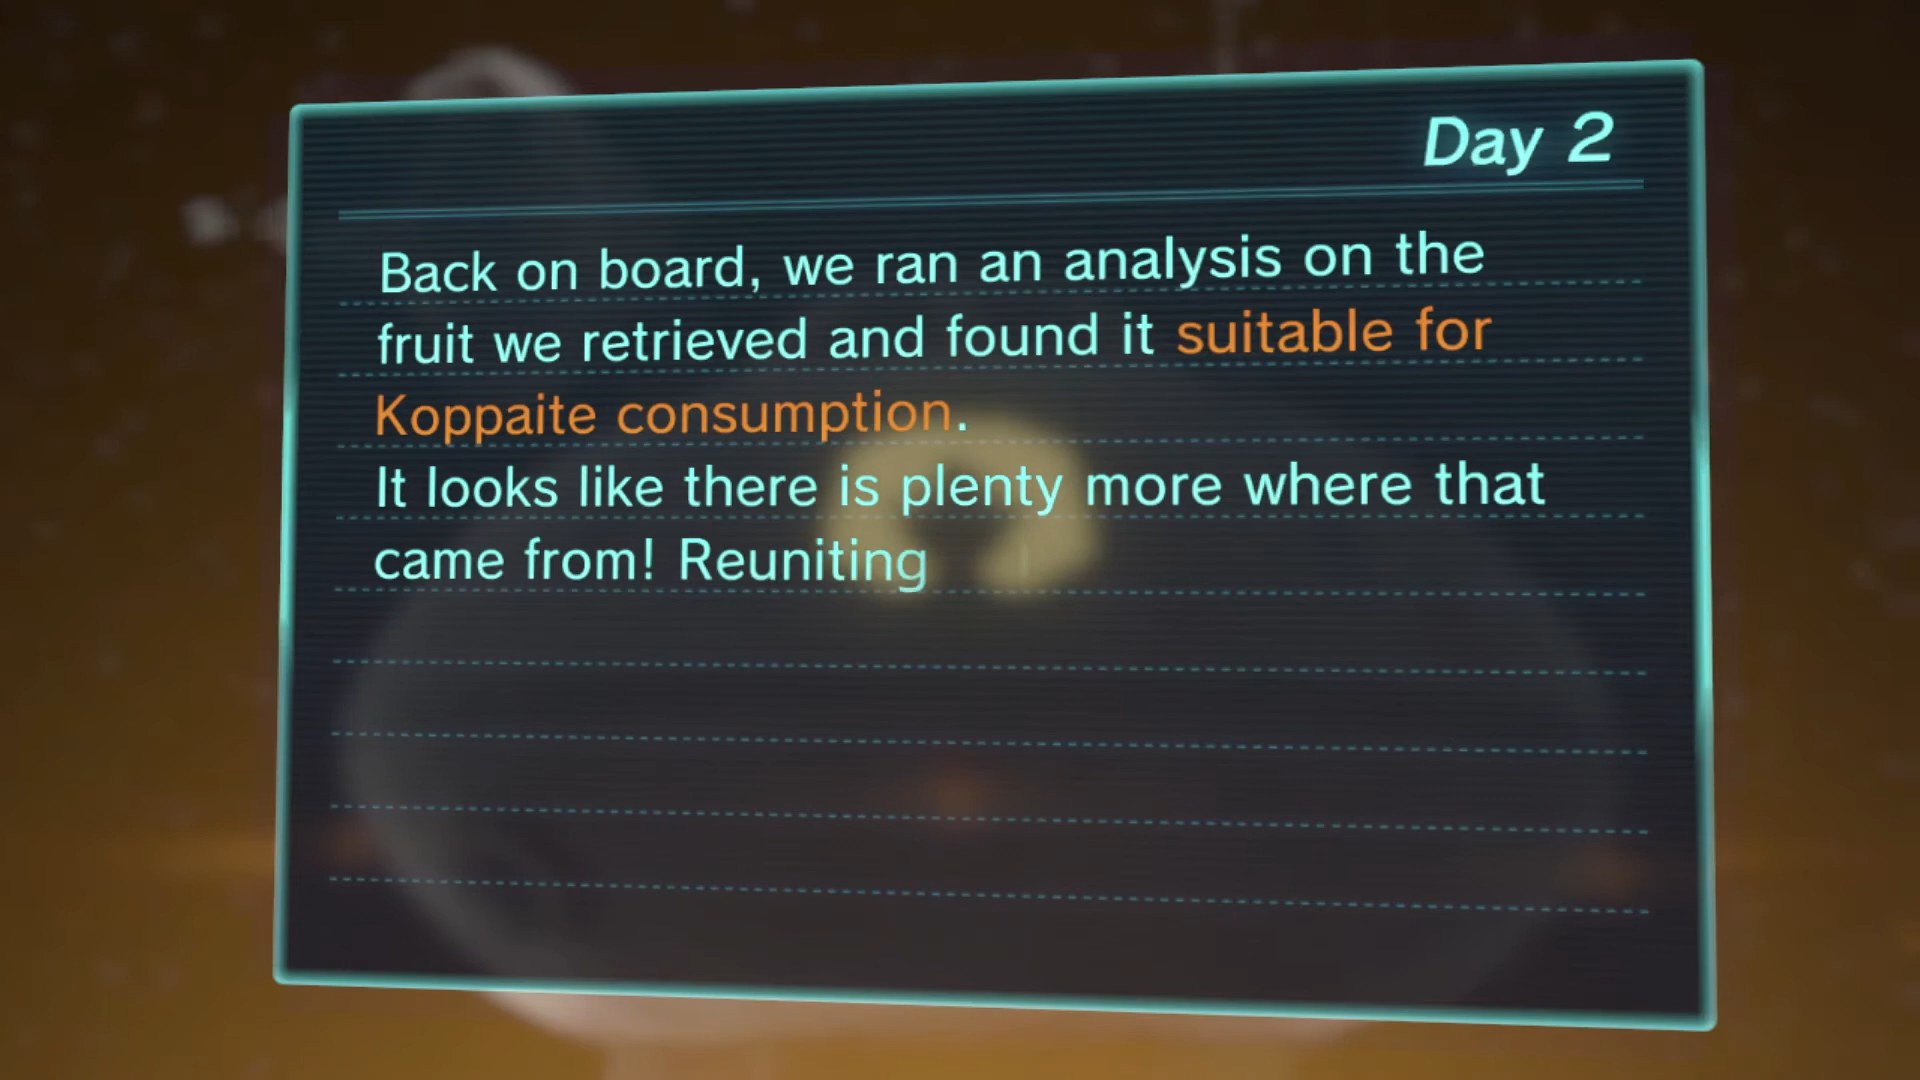 Day 2
Back on board, we ran an analysis on the
fruit we retrieved and found it suitable for
Koppaite consumption.
It looks like there is plenty more where that
came from! Reuniting